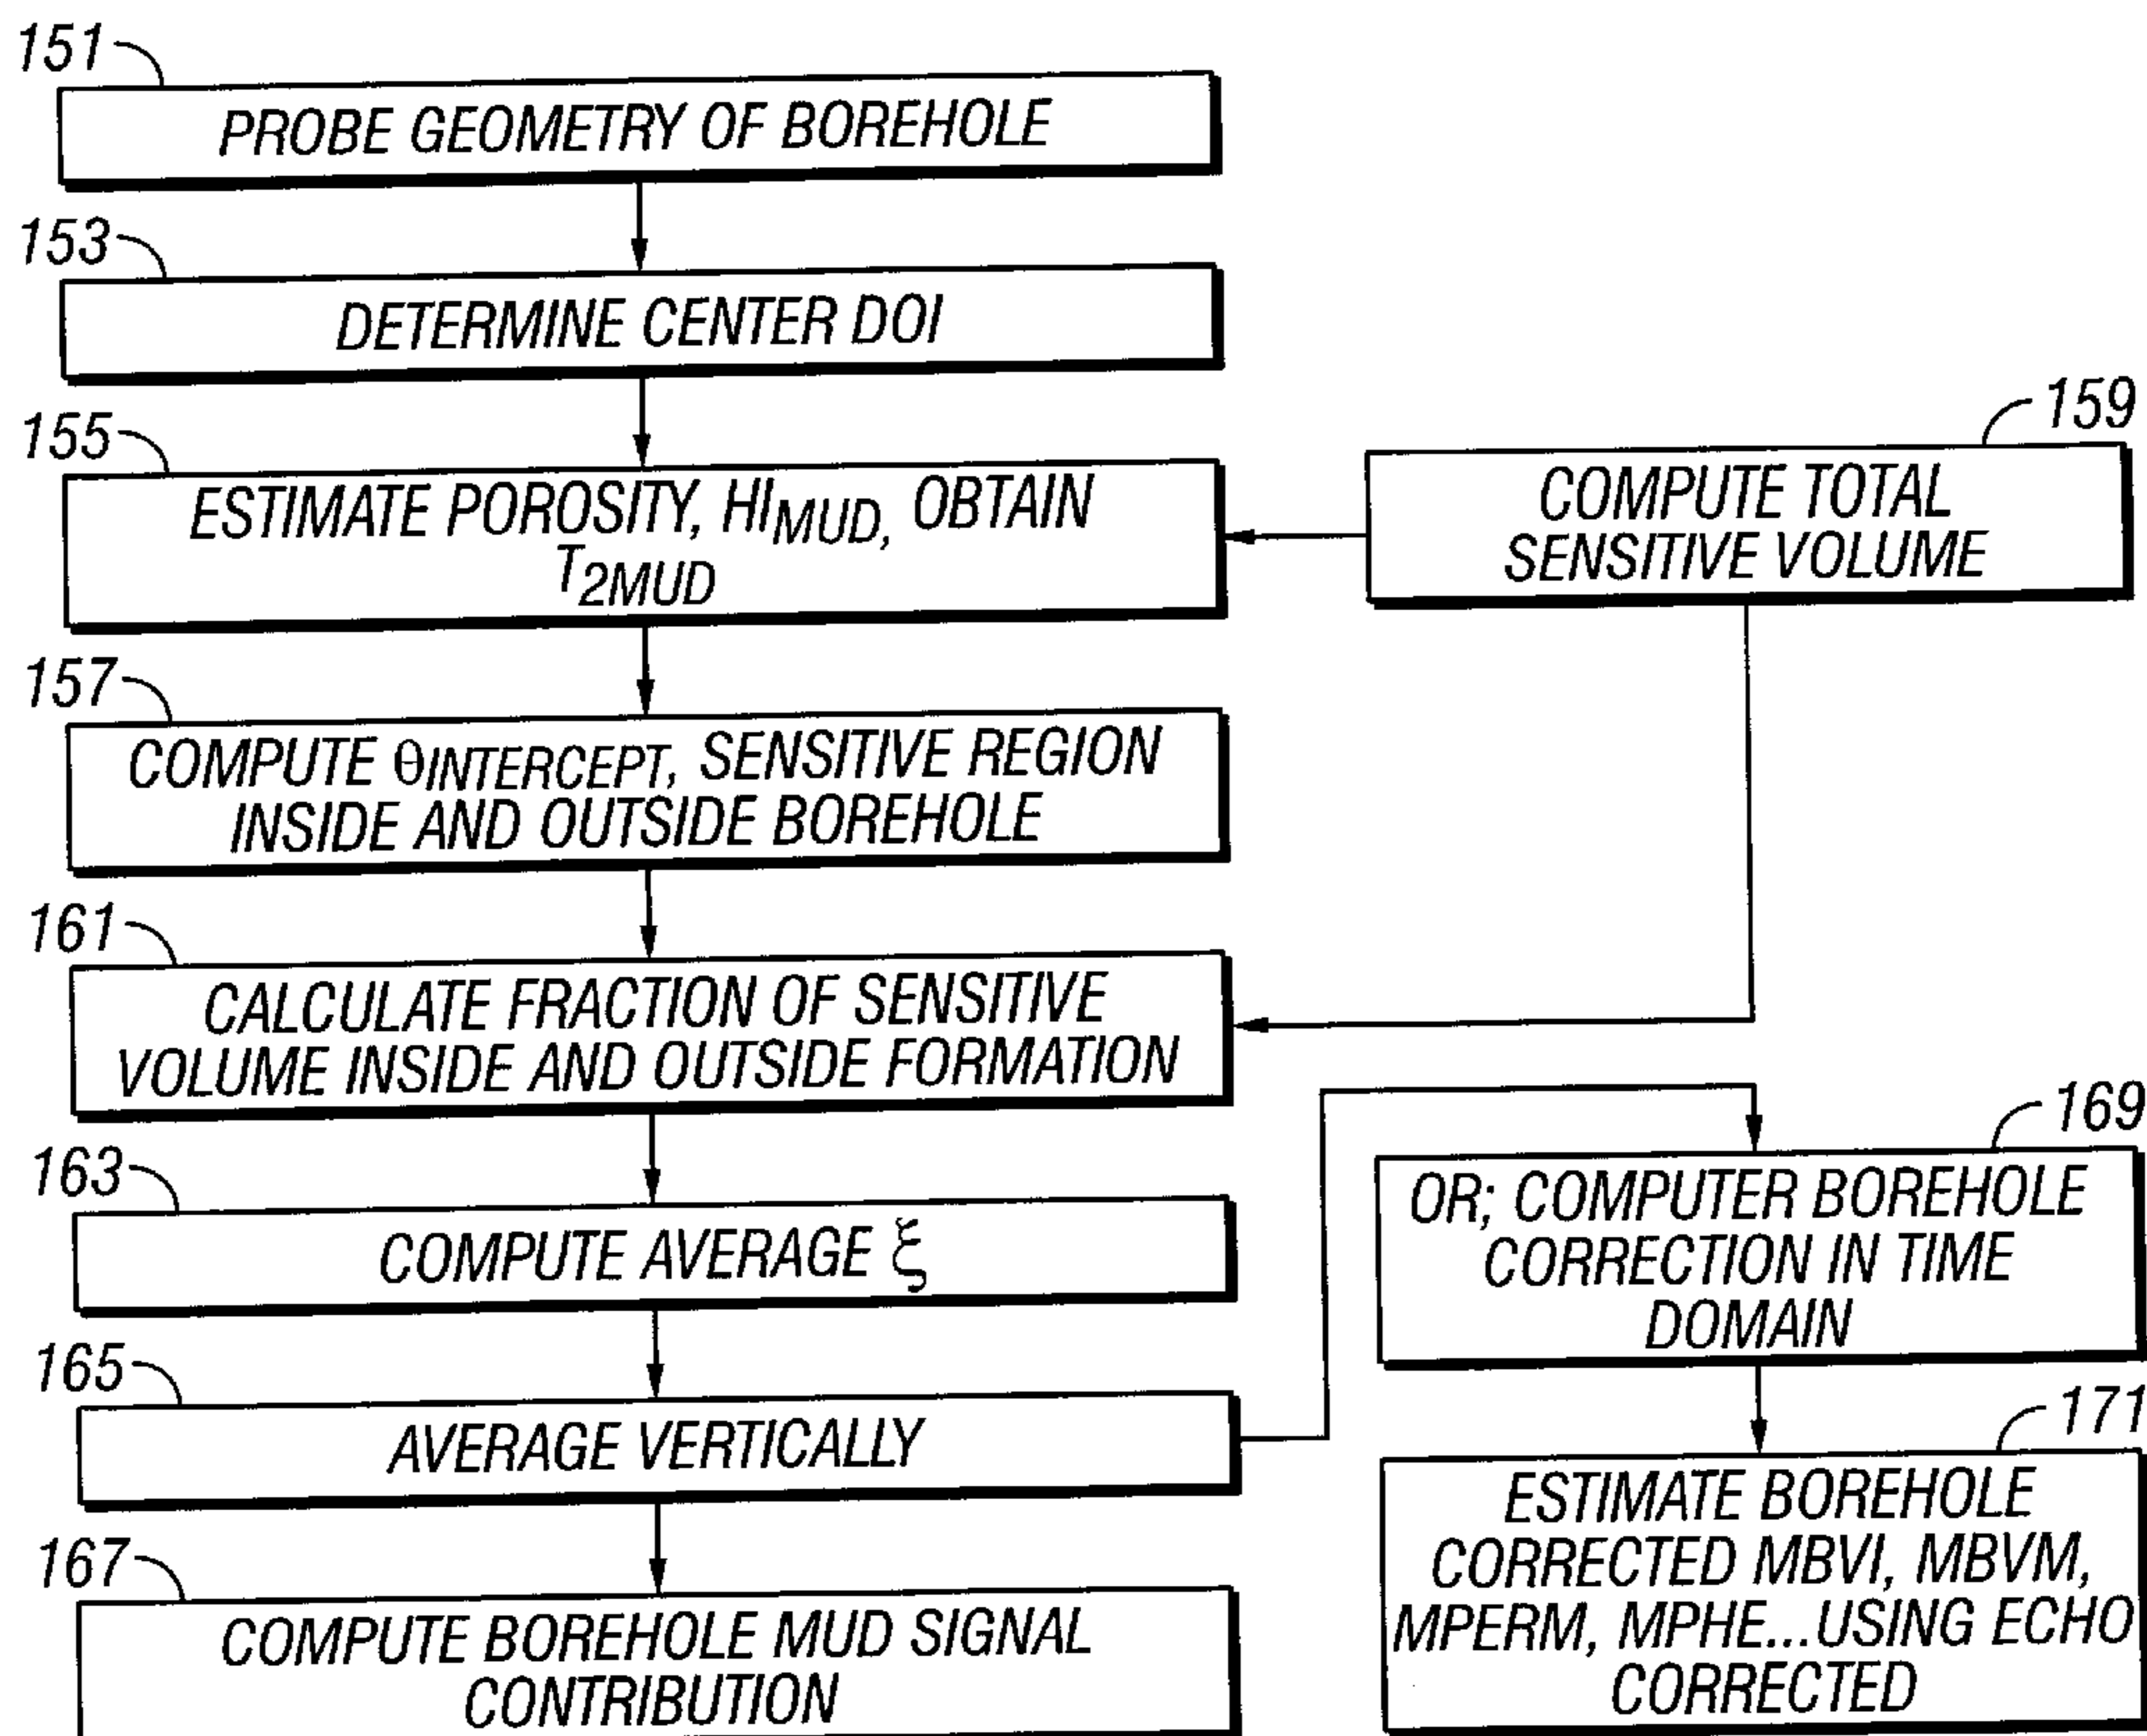 151
PROBE GEOMETRY OF BOREHOLE
153
DETERMINE CENTER DOI
155
ESTIMATE POROSITY, HIMUD, OBTAIN
T2MUD
159
COMPUTE TOTAL
SENSITIVE VOLUME
157
COMPUTE θINTERCEPT, SENSITIVE REGION
INSIDE AND OUTSIDE BOREHOLE
161
CALCULATE FRACTION OF SENSITIVE
VOLUME INSIDE AND OUTSIDE FORMATION
163
COMPUTE AVERAGE ξ
165
AVERAGE VERTICALLY
167
COMPUTE BOREHOLE MUD SIGNAL
CONTRIBUTION
169
OR; COMPUTER BOREHOLE
CORRECTION IN TIME
DOMAIN
171
ESTIMATE BOREHOLE
CORRECTED MBVI, MBVM,
MPERM, MPHE...USING ECHO
CORRECTED